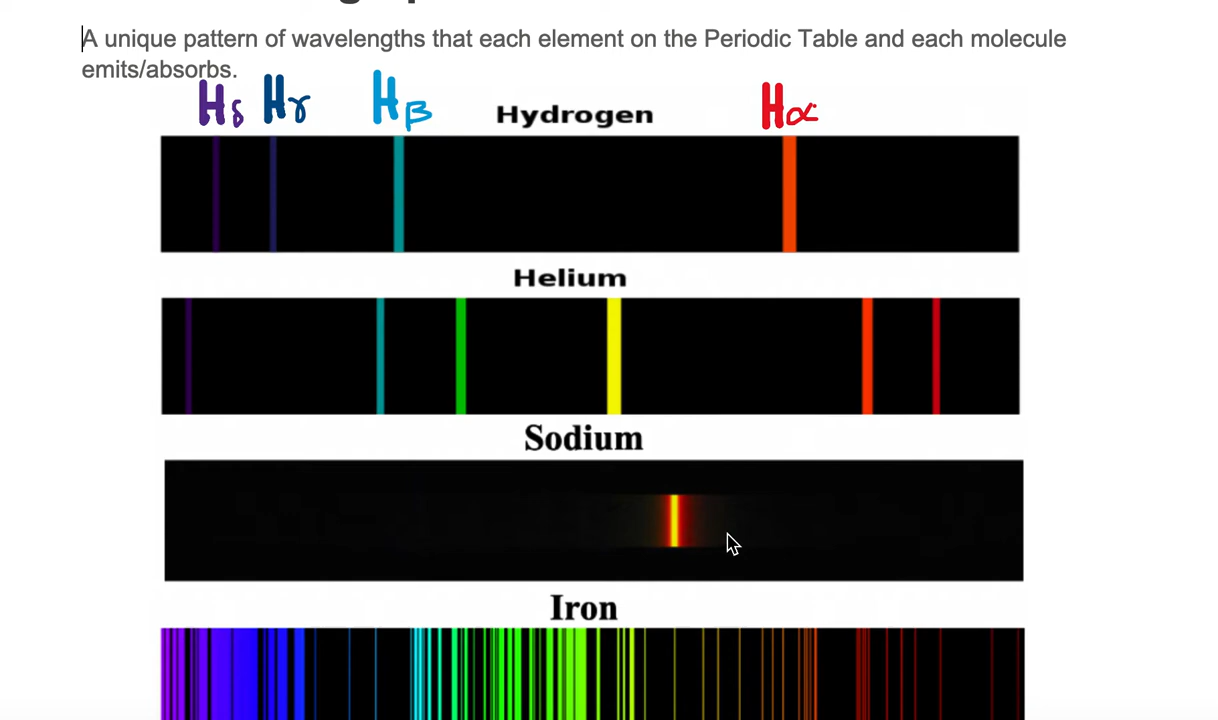 A unique pattern of wavelengths that each element on the Periodic Table and each molecule
emits/absorbs.
Hδ Hγ Hβ Hα
Hydrogen
Helium
Sodium
Iron